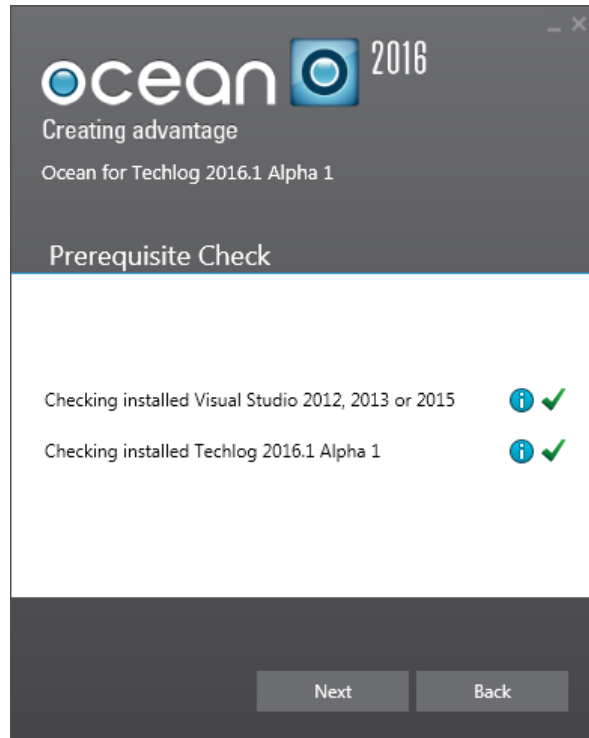 ocean 2016
Creating advantage
Ocean for Techlog 2016.1 Alpha 1
Prerequisite Check
Checking installed Visual Studio 2012, 2013 or 2015
Checking installed Techlog 2016.1 Alpha 1
Next Back